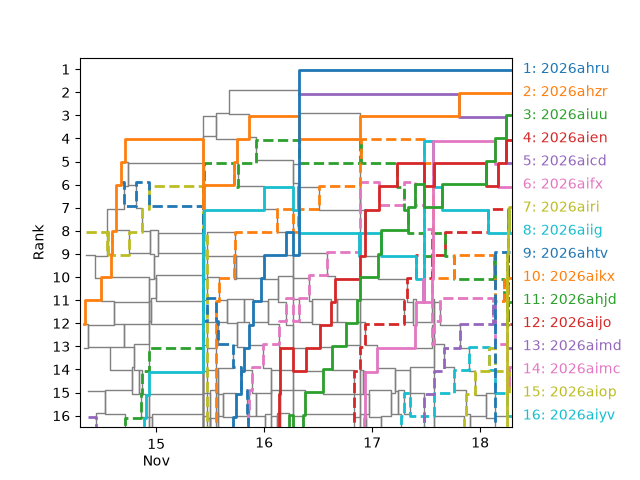 Rank
1
2
3
4
5
6
7
8
9
10
11
12
13
14
15
16
15
16
17
18
Nov
1: 2026ahru
2: 2026ahzr
3: 2026aiuu
4: 2026aien
5: 2026aicd
6: 2026aifx
7: 2026airi
8: 2026aiig
9: 2026ahtv
10: 2026aikx
11: 2026ahjd
12: 2026aijo
13: 2026aimd
14: 2026aimc
15: 2026aiop
16: 2026aiyv